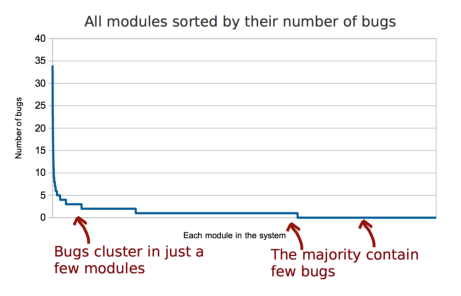 All modules sorted by their number of bugs
40
35
30
25
20
15
10
5
0
Number of bugs
Each module in the system
Bugs cluster in just a
few modules
The majority contain
few bugs